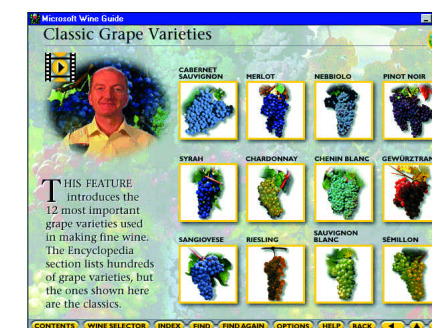 Microsoft Wine Guide
Classic Grape Varieties
CABERNET
SAUVIGNON
MERLOT
NEBBIOLO
PINOT NOIR
SYRAH
CHARDONNAY
CHENIN BLANC
GEWÜRZTRAM
SANGIOVESE
RIESLING
SAUVIGNON
BLANC
SÉMILLON
THIS FEATURE
introduces the
12 most important
grape varieties used
in making fine wine.
The Encyclopedia
section lists hundreds
of grape varieties, but
the ones shown here
are the classics.
CONTENTS WINE SELECTOR INDEX FIND FIND AGAIN OPTIONS HELP BACK